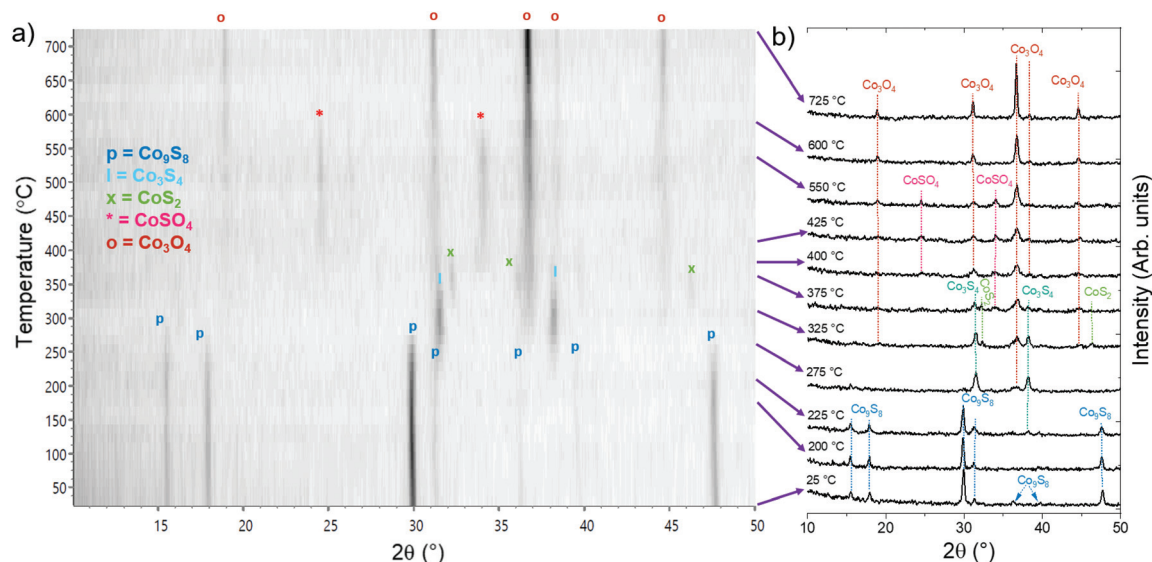 a)
o o o o o
700
650
600
550
500
450
400
350
300
250
200
150
100
50
Temperature (°C)
* *
p = Co₉S₈
l = Co₃S₄
x = CoS₂
* = CoSO₄
o = Co₃O₄
x x x
l l
p p p p p p p p
15 20 25 30 35 40 45 50
2θ (°)
b)
Co₃O₄
Co₃O₄ Co₃O₄ Co₃O₄
725 °C
600 °C
CoSO₄ CoSO₄
550 °C
425 °C
400 °C
375 °C
Co₃S₄ CoS₂ Co₃S₄ CoS₂
325 °C
275 °C
Co₉S₈ Co₉S₈ Co₉S₈
225 °C
200 °C
25 °C
Co₉S₈
10 20 30 40 50
2θ (°)
Intensity (Arb. units)